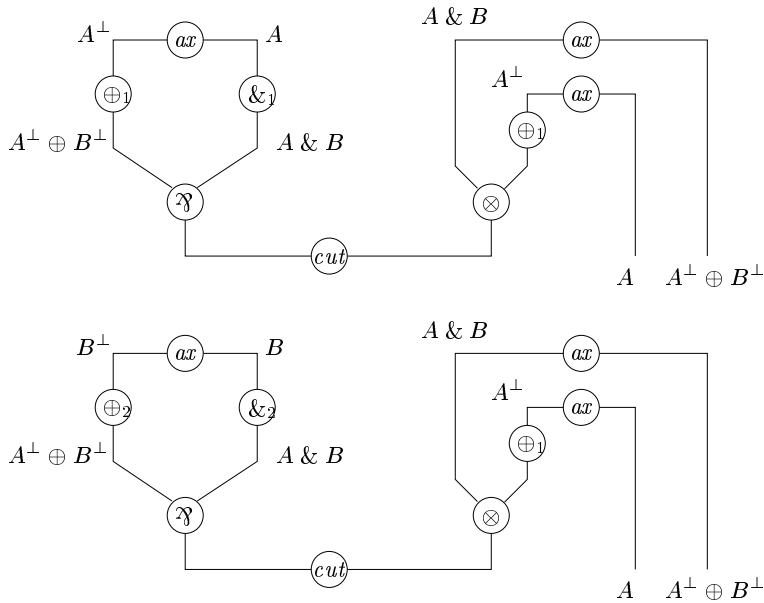 A⊥ ax A A & B ax
A⊥ ax
⊕1 &1 ⊕1
A⊥ ⊕ B⊥ A & B
⅋ ⊗
cut
A A⊥ ⊕ B⊥
B⊥ ax B A & B ax
A⊥ ax
⊕2 &2 ⊕1
A⊥ ⊕ B⊥ A & B
⅋ ⊗
cut
A A⊥ ⊕ B⊥